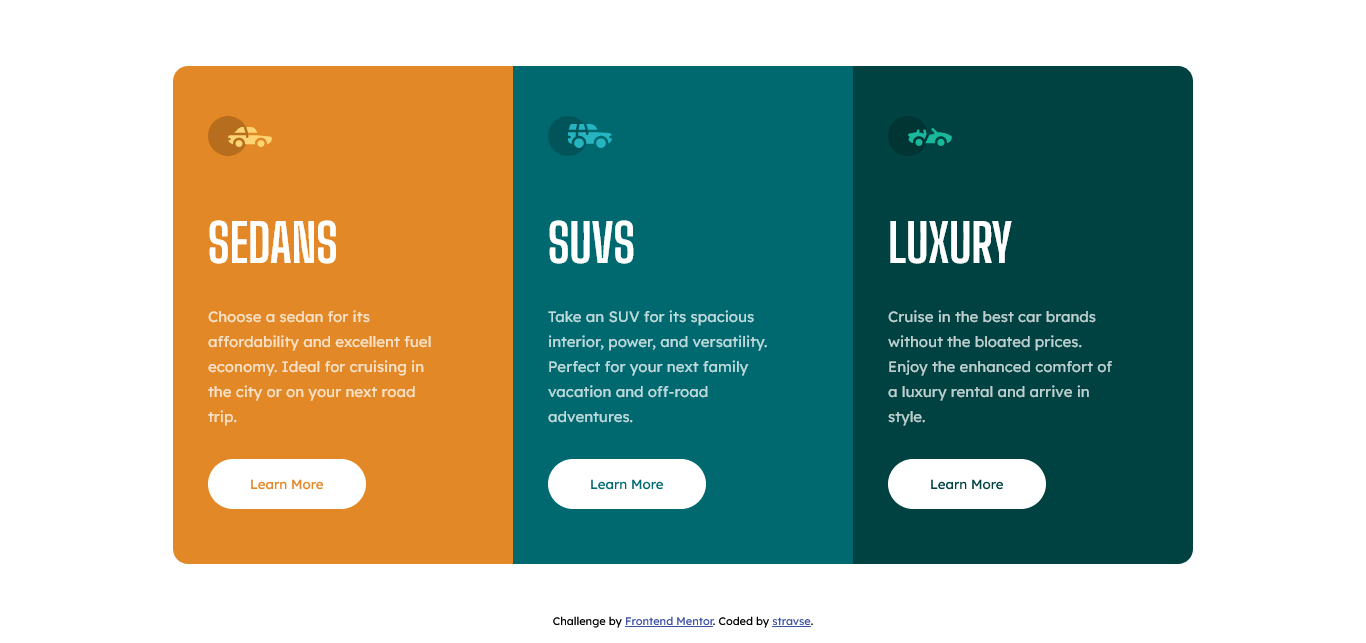 SEDANS
Choose a sedan for its
affordability and excellent fuel
economy. Ideal for cruising in
the city or on your next road
trip.
Learn More
SUVS
Take an SUV for its spacious
interior, power, and versatility.
Perfect for your next family
vacation and off-road
adventures.
Learn More
LUXURY
Cruise in the best car brands
without the bloated prices.
Enjoy the enhanced comfort of
a luxury rental and arrive in
style.
Learn More
Challenge by Frontend Mentor. Coded by stravse.